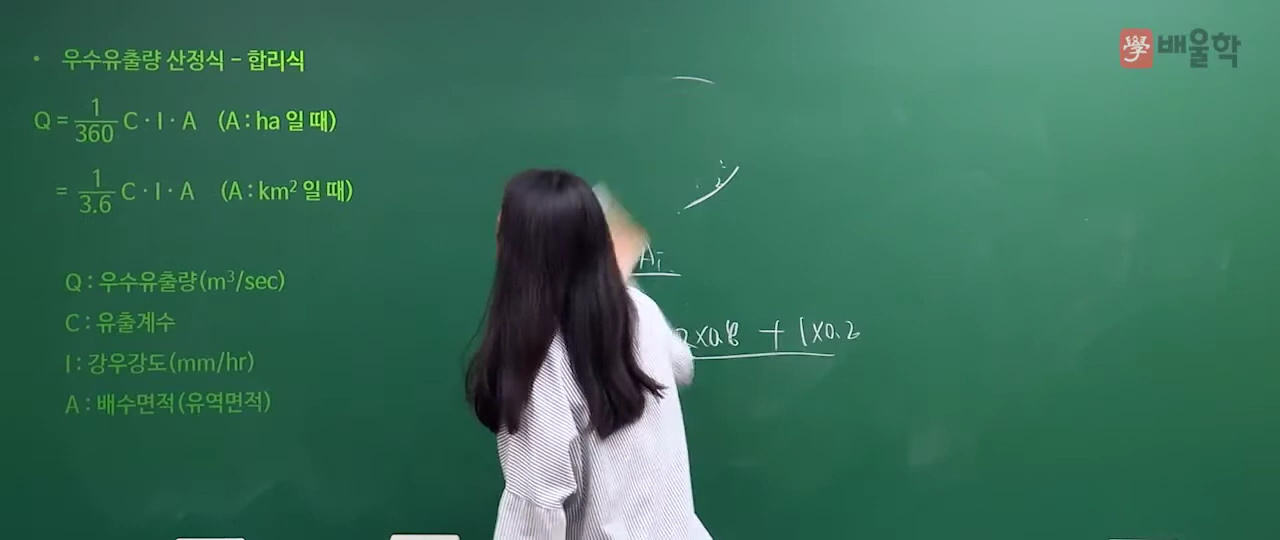 學 배울학
• 우수유출량 산정식 – 합리식
Q = 1/360 C · I · A (A : ha 일 때)
= 1/3.6 C · I · A (A : km² 일 때)
Q : 우수유출량(m³/sec)
C : 유출계수
I : 강우강도(mm/hr)
A : 배수면적(유역면적)
Aᵢ
2×0.8 + 1×0.2